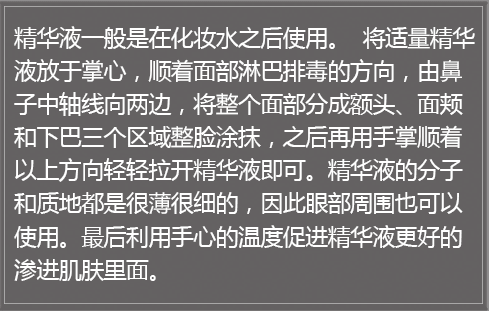 精华液一般是在化妆水之后使用。 将适量精华
液放于掌心，顺着面部淋巴排毒的方向，由鼻
子中轴线向两边，将整个面部分成额头、面颊
和下巴三个区域整脸涂抹，之后再用手掌顺着
以上方向轻轻拉开精华液即可。精华液的分子
和质地都是很薄很细的，因此眼部周围也可以
使用。最后利用手心的温度促进精华液更好的
渗进肌肤里面。